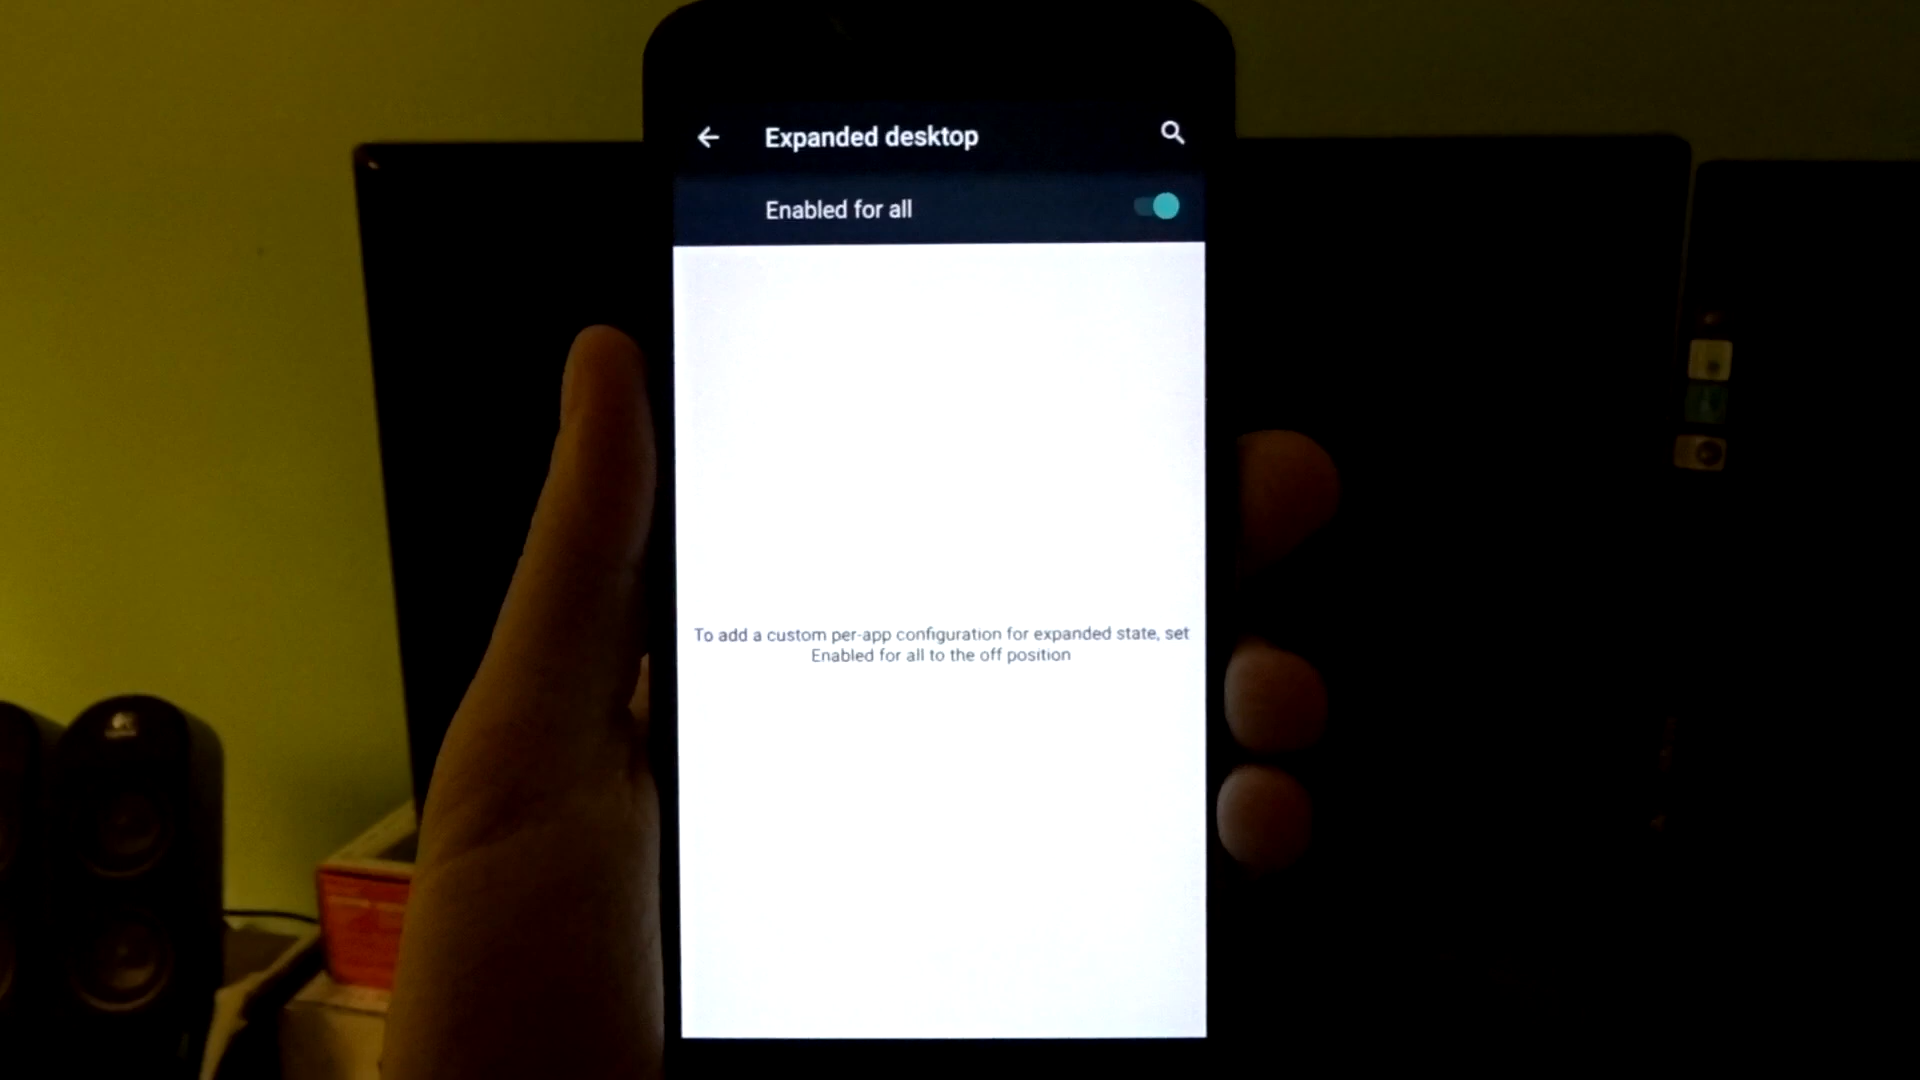 Expanded desktop
Enabled for all
To add a custom per-app configuration for expanded state, set
Enabled for all to the off position